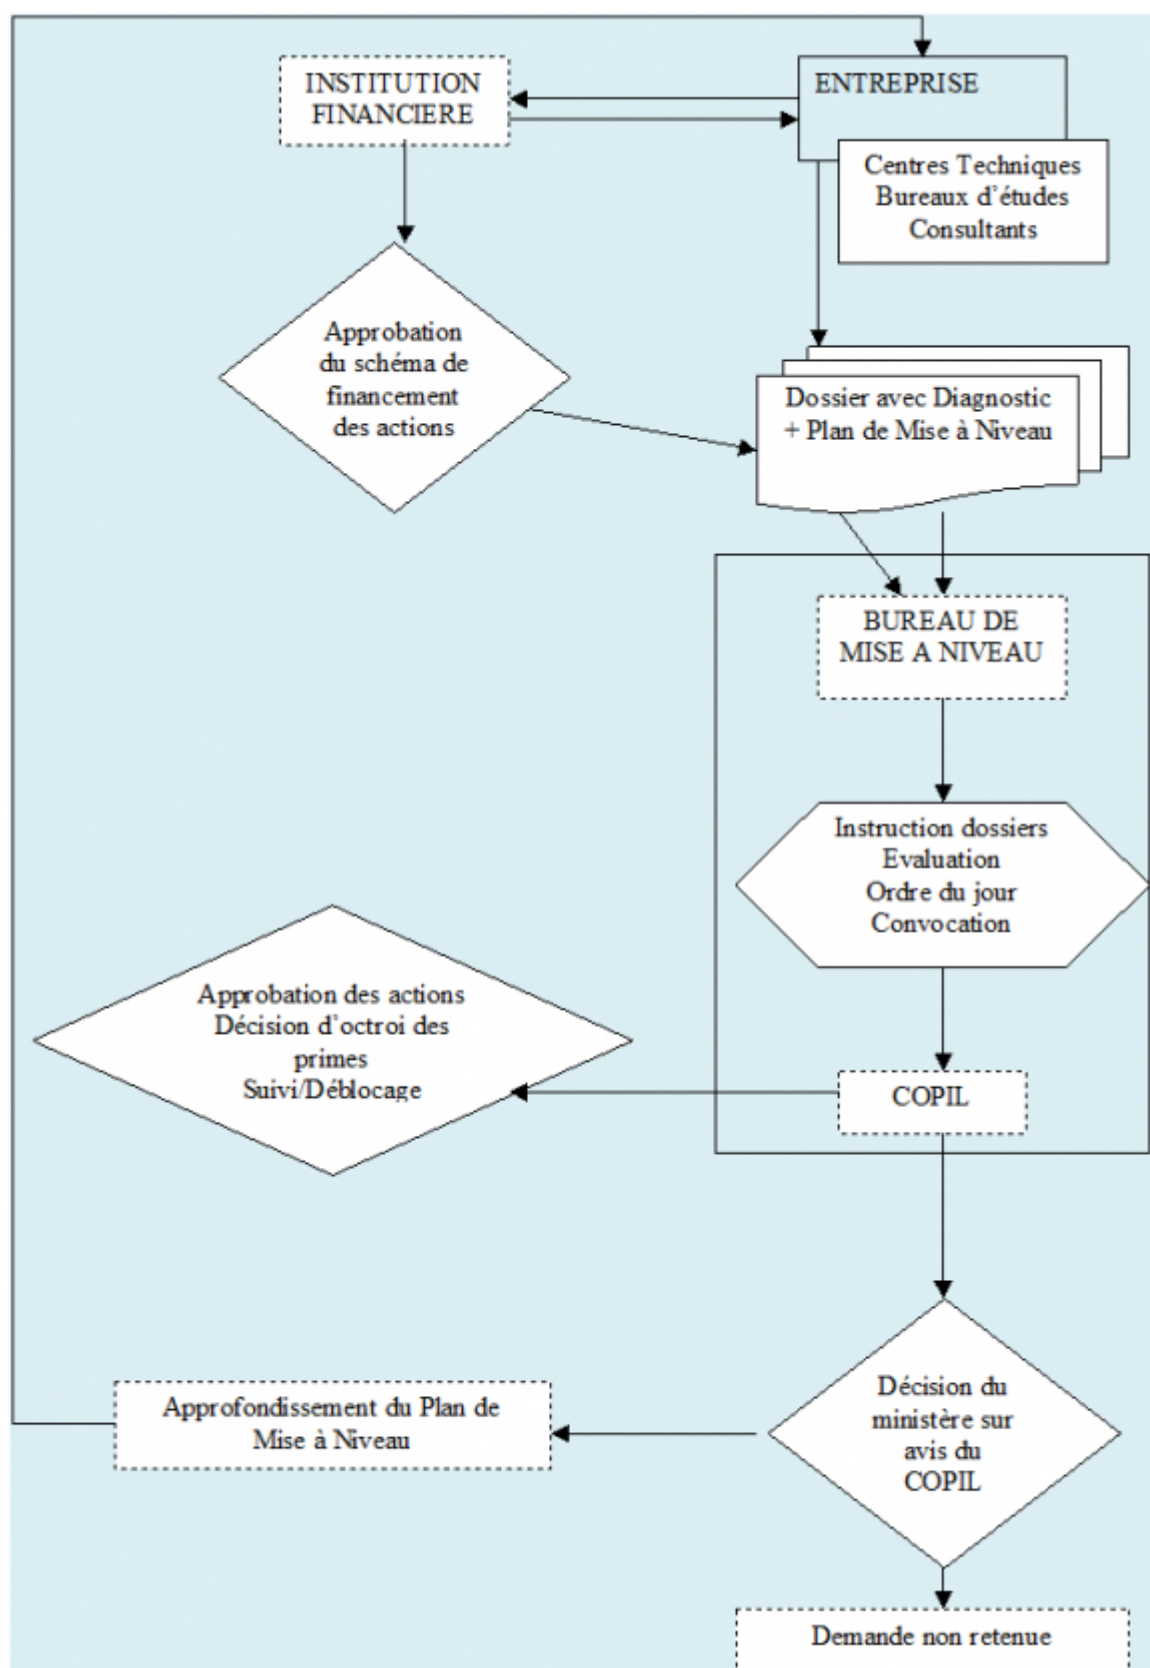 INSTITUTION
FINANCIERE
ENTREPRISE
Centres Techniques
Bureaux d'études
Consultants
Approbation
du schéma de
financement
des actions
Dossier avec Diagnostic
+ Plan de Mise à Niveau
BUREAU DE
MISE A NIVEAU
Instruction dossiers
Evaluation
Ordre du jour
Convocation
Approbation des actions
Décision d'octroi des
primes
Suivi/Déblocage
COPIL
Approfondissement du Plan de
Mise à Niveau
Décision du
ministère sur
avis du
COPIL
Demande non retenue